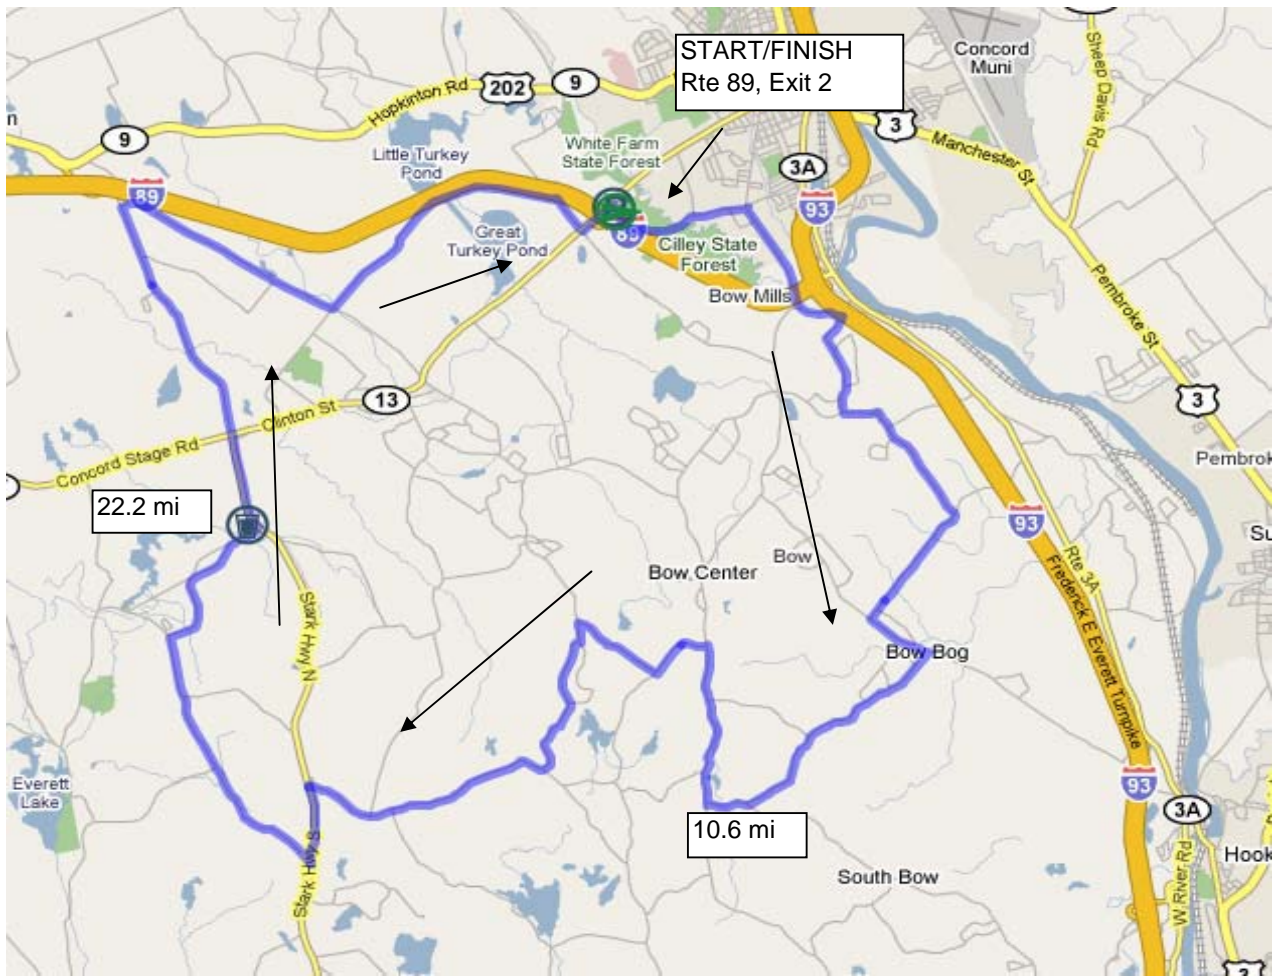 START/FINISH
Rte 89, Exit 2
Concord
Muni
Sheep Davis Rd
Hopkinton Rd
202
9
9
3
Manchester St
n
Little Turkey
Pond
White Farm
State Forest
3A
89
93
Great
Turkey Pond
89
Cilley State
Forest
Bow Mills
Pembroke St
13
Clinton St
Concord Stage Rd
3
Pembrok
22.2 mi
93
Su
Rte 3A
Bow
Bow Center
Stark Hwy N
Frederick E Everett Turnpike
Bow Bog
Everett
Lake
93
3A
10.6 mi
Stark Hwy S
South Bow
W River Rd
Hook
3